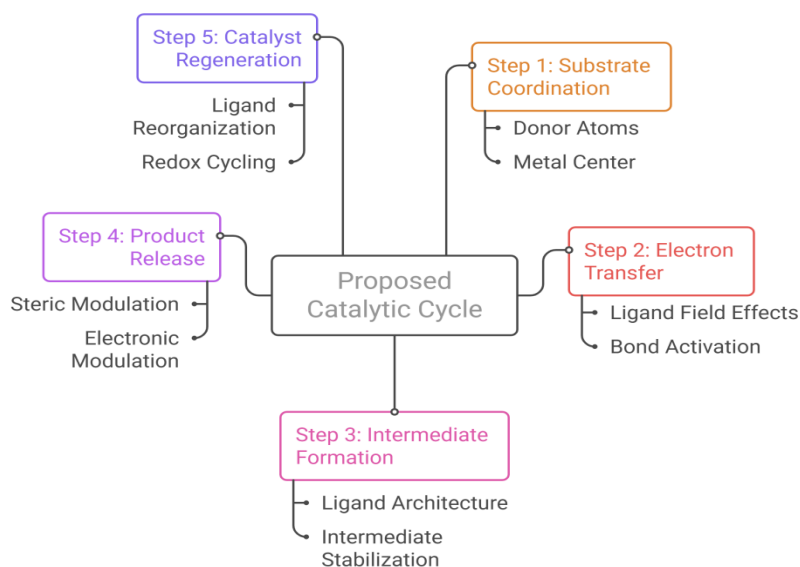 Proposed
Catalytic Cycle
Step 1: Substrate
Coordination
Donor Atoms
Metal Center
Step 2: Electron
Transfer
Ligand Field Effects
Bond Activation
Step 3: Intermediate
Formation
Ligand Architecture
Intermediate
Stabilization
Step 4: Product
Release
Steric Modulation
Electronic
Modulation
Step 5: Catalyst
Regeneration
Ligand
Reorganization
Redox Cycling